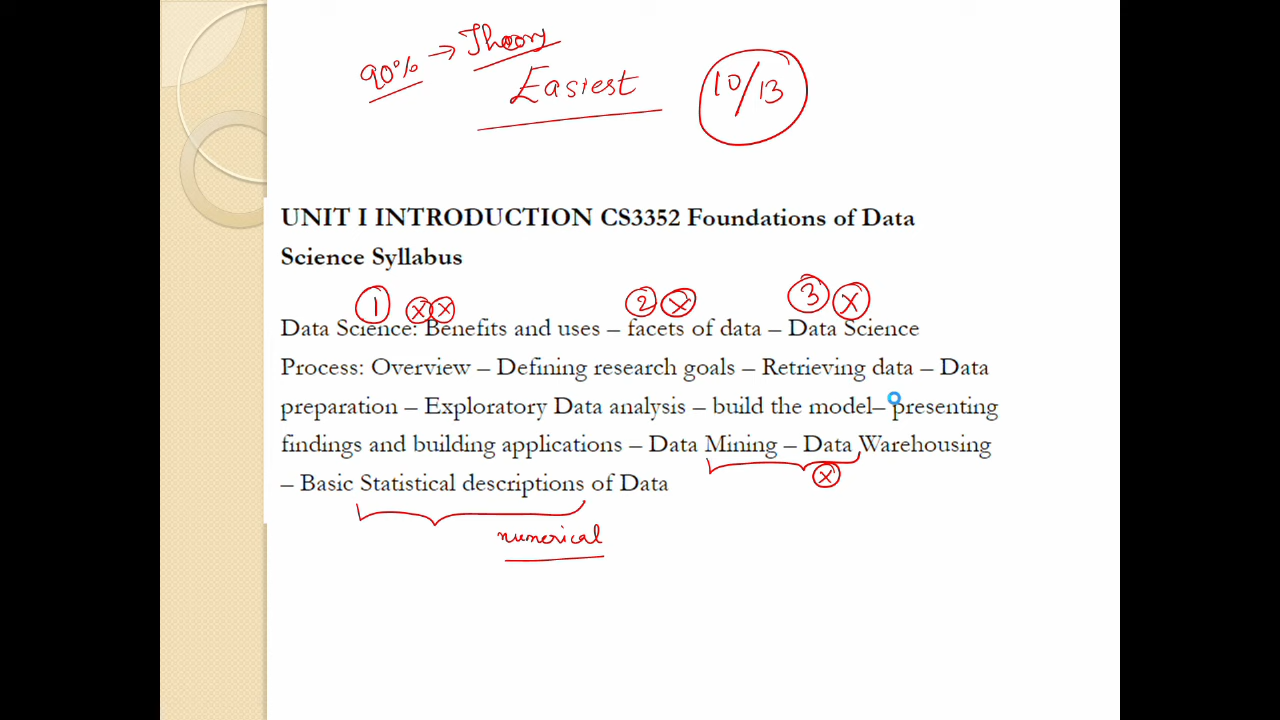 90% → Theory
Easiest
10/13
UNIT I INTRODUCTION CS3352 Foundations of Data
Science Syllabus
1 x x 2 x 3 x
Data Science: Benefits and uses – facets of data – Data Science
Process: Overview – Defining research goals – Retrieving data – Data
preparation – Exploratory Data analysis – build the model– presenting
findings and building applications – Data Mining – Data Warehousing
x
– Basic Statistical descriptions of Data
numerical